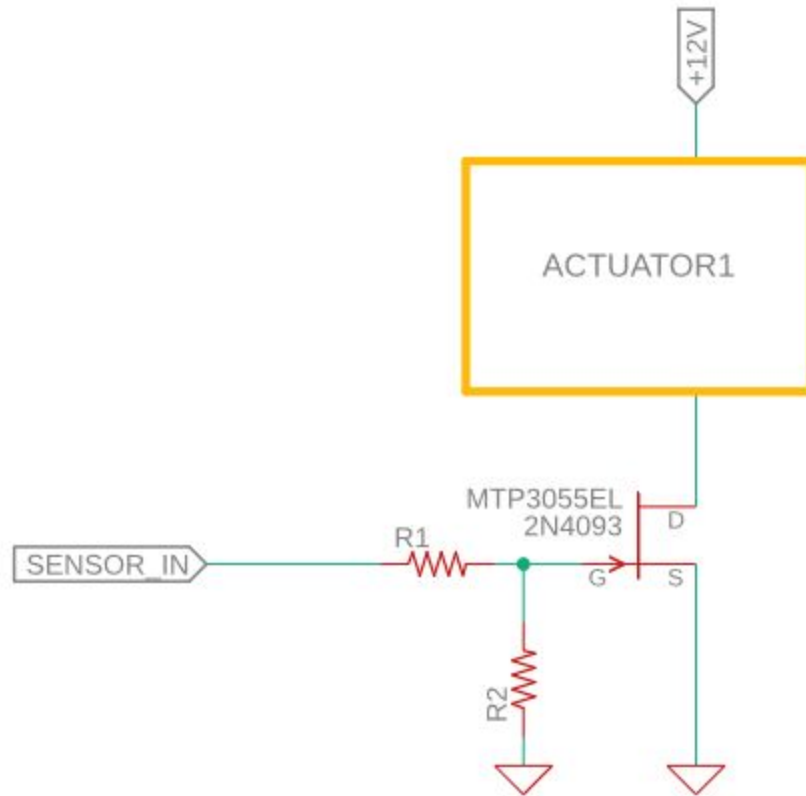 +12V
ACTUATOR1
MTP3055EL
2N4093
D
R1
SENSOR_IN
G
S
R2